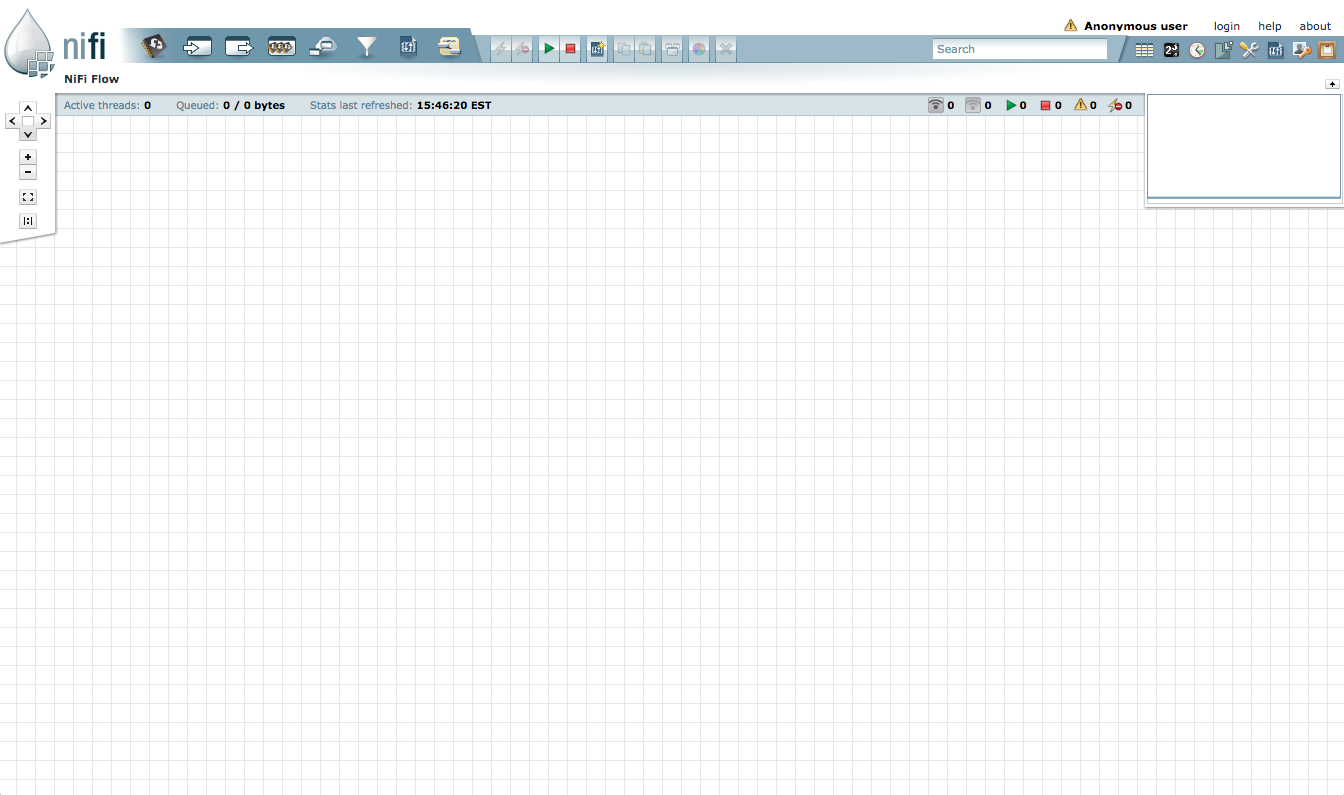 Anonymous user login help about
nifi
Search
NiFi Flow
Active threads: 0 Queued: 0 / 0 bytes Stats last refreshed: 15:46:20 EST 0 0 0 0 0 0